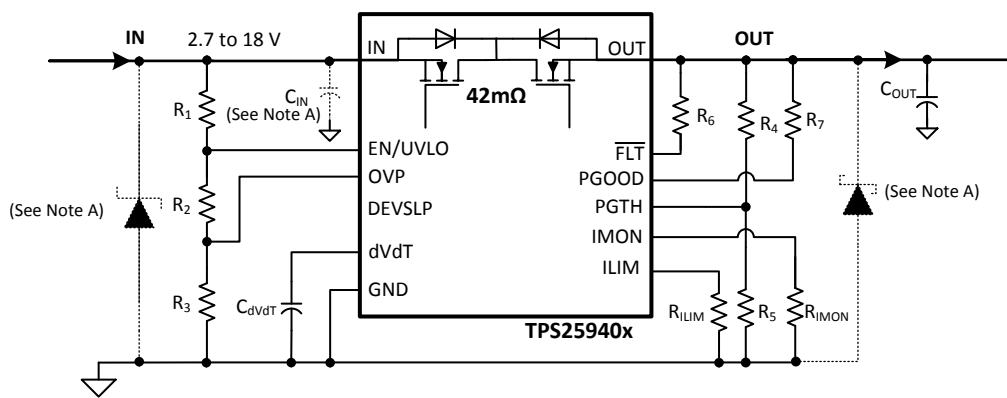 IN
2.7 to 18 V
IN
OUT
OUT
42mΩ
R1
CIN
(See Note A)
R6
R4
R7
COUT
EN/UVLO
FLT
OVP
PGOOD
(See Note A)
R2
DEVSLP
PGTH
(See Note A)
IMON
dVdT
ILIM
R3
CdVdT
GND
RILIM
R5
RIMON
TPS25940x